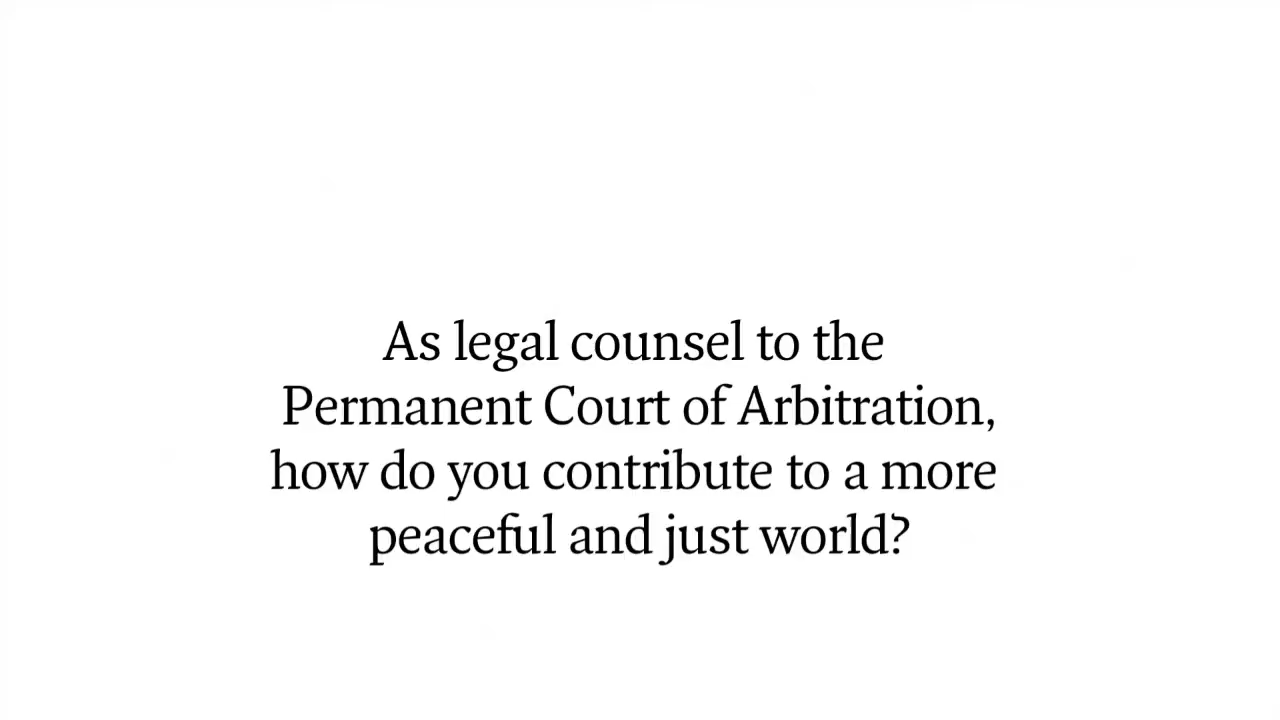 As legal counsel to the
Permanent Court of Arbitration,
how do you contribute to a more
peaceful and just world?